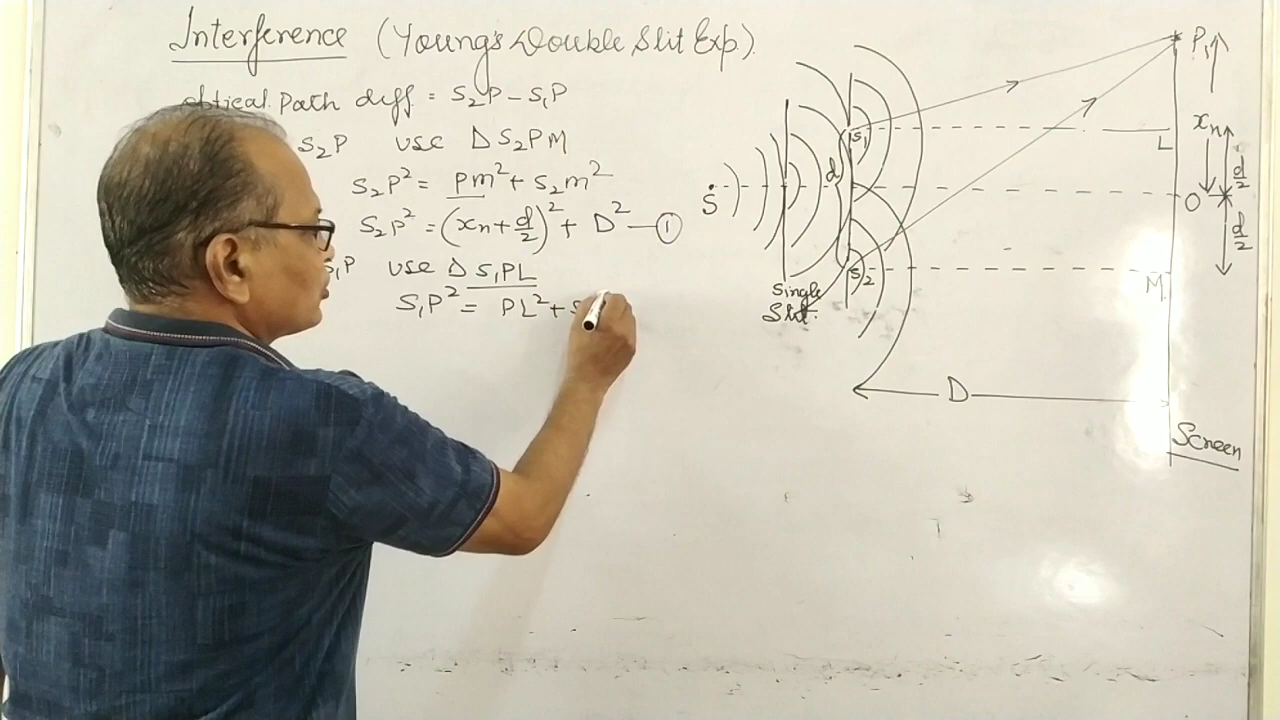 Interference (Young's Double Slit Exp.)
optical path diff = S₂P - S₁P
S₂P use Δ S₂PM
S₂P² = Pm² + S₂m²
S₂P² = (xn + d/2)² + D² — ①
S₁P use Δ S₁PL
S₁P² = PL² + S
S
Single
Slit.
d
S₁
S₂
D
P₁
xn
L
O
M
d/2
d/2
Screen